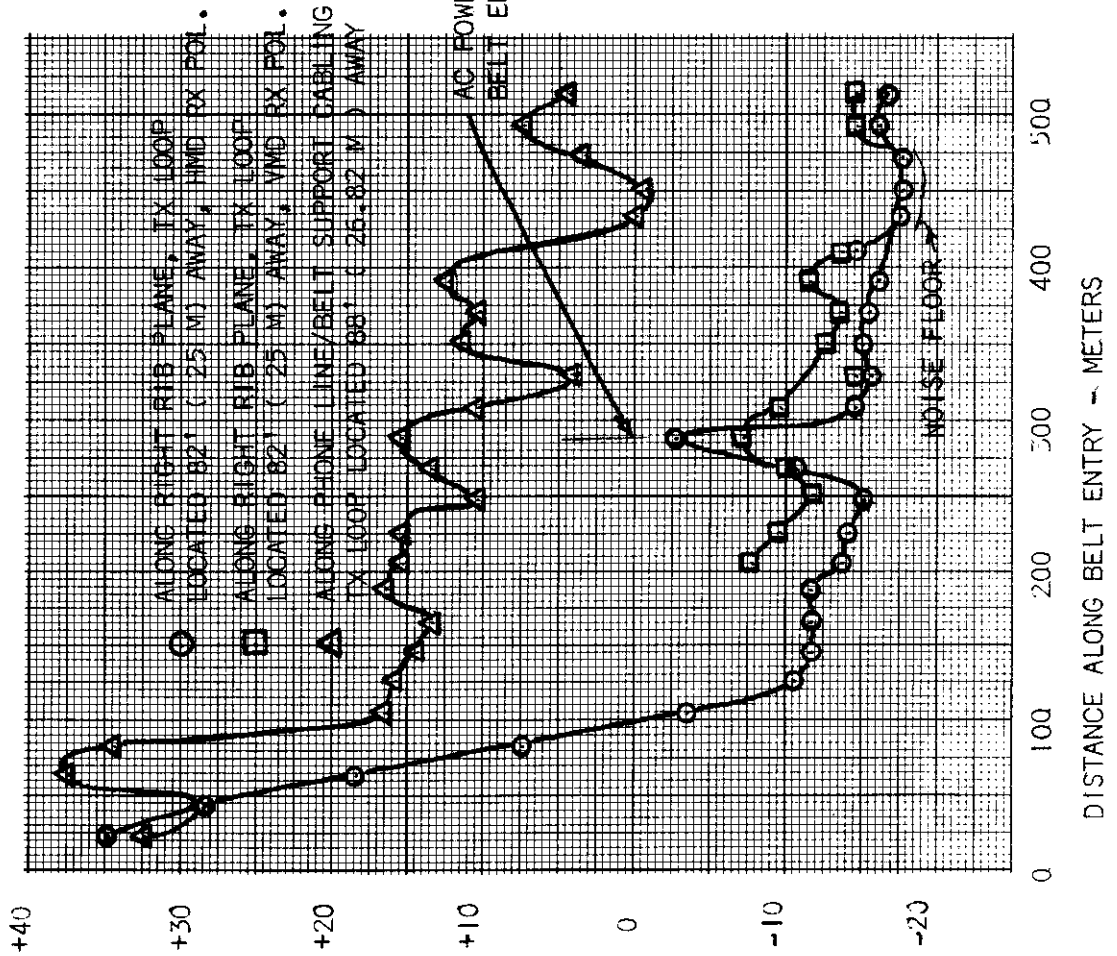 ALONG RIGHT RIB PLANE, TX LOOP
LOCATED 82' (25 M) AWAY, HMD RX POL.
ALONG RIGHT RIB PLANE, TX LOOP
LOCATED 82' (25 M) AWAY, VMD RX POL.
ALONG PHONE LINE/BELT SUPPORT CABLING
TX LOOP LOCATED 88' (26.82 M) AWAY
AC POW
BELT
NOISE FLOOR
+40
+30
+20
+10
0
-10
-20
0
100
200
300
400
500
DISTANCE ALONG BELT ENTRY - METERS